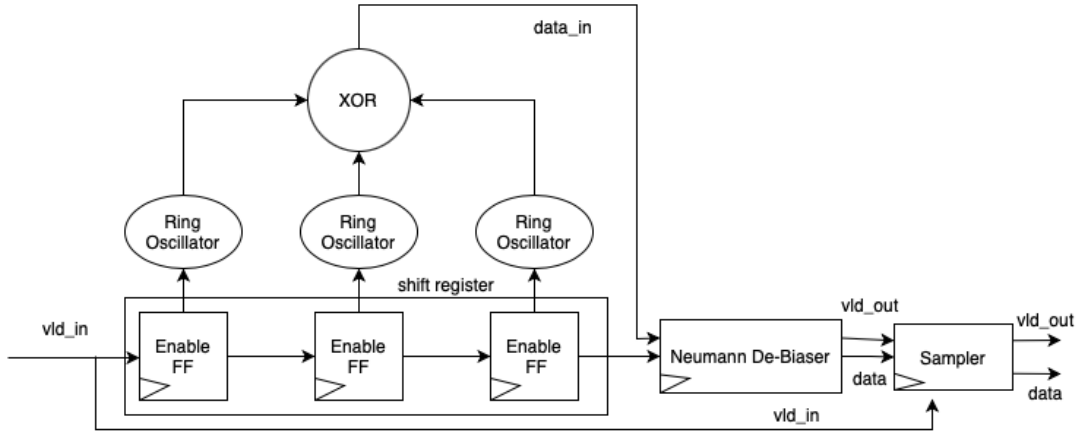 data_in
XOR
Ring
Oscillator
Ring
Oscillator
Ring
Oscillator
shift register
vld_in
Enable
FF
Enable
FF
Enable
FF
Neumann De-Biaser
vld_out
data
Sampler
vld_out
data
vld_in